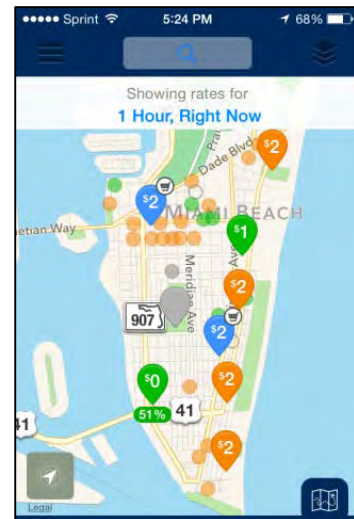 Sprint 5:24 PM 68%
Showing rates for
1 Hour, Right Now
Dade Blvd
$2
$2
MIAMI BEACH
$1
etian Way
Meridian Ave
Ave
$2
907
$2
$0
$2
51%
41
41
$2
Legal